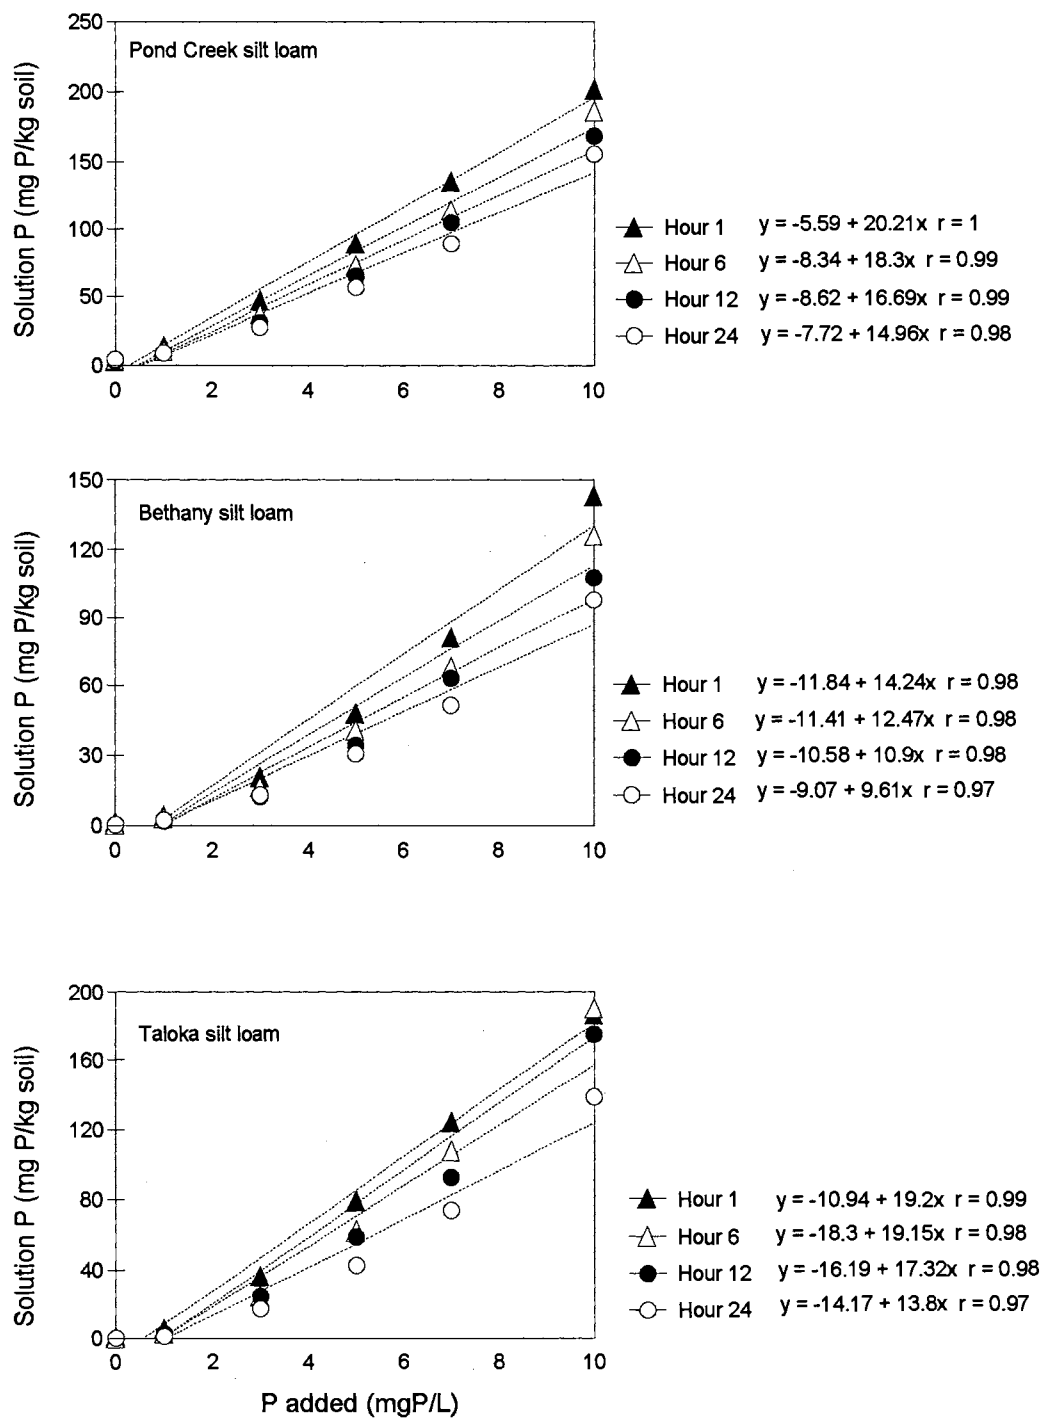 Pond Creek silt loam
Solution P (mg P/kg soil)
250
200
150
100
50
0
0 2 4 6 8 10
Hour 1 y = -5.59 + 20.21x r = 1
Hour 6 y = -8.34 + 18.3x r = 0.99
Hour 12 y = -8.62 + 16.69x r = 0.99
Hour 24 y = -7.72 + 14.96x r = 0.98
Bethany silt loam
Solution P (mg P/kg soil)
150
120
90
60
30
0
0 2 4 6 8 10
Hour 1 y = -11.84 + 14.24x r = 0.98
Hour 6 y = -11.41 + 12.47x r = 0.98
Hour 12 y = -10.58 + 10.9x r = 0.98
Hour 24 y = -9.07 + 9.61x r = 0.97
Taloka silt loam
Solution P (mg P/kg soil)
200
160
120
80
40
0
0 2 4 6 8 10
Hour 1 y = -10.94 + 19.2x r = 0.99
Hour 6 y = -18.3 + 19.15x r = 0.98
Hour 12 y = -16.19 + 17.32x r = 0.98
Hour 24 y = -14.17 + 13.8x r = 0.97
P added (mgP/L)